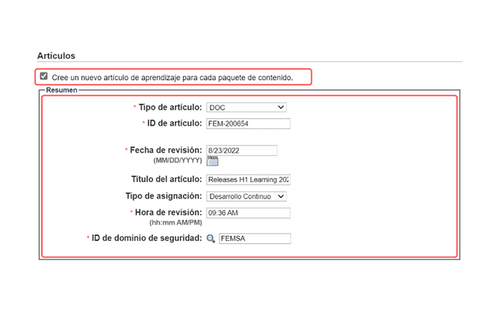 Artículos
Cree un nuevo artículo de aprendizaje para cada paquete de contenido.
Resumen
* Tipo de artículo: DOC
* ID de artículo: FEM-200654
* Fecha de revisión: 8/23/2022
(MM/DD/YYYY)
Título del artículo: Releases H1 Learning 202
Tipo de asignación: Desarrollo Continuo
* Hora de revisión: 09:36 AM
(hh:mm AM/PM)
* ID de dominio de seguridad: FEMSA